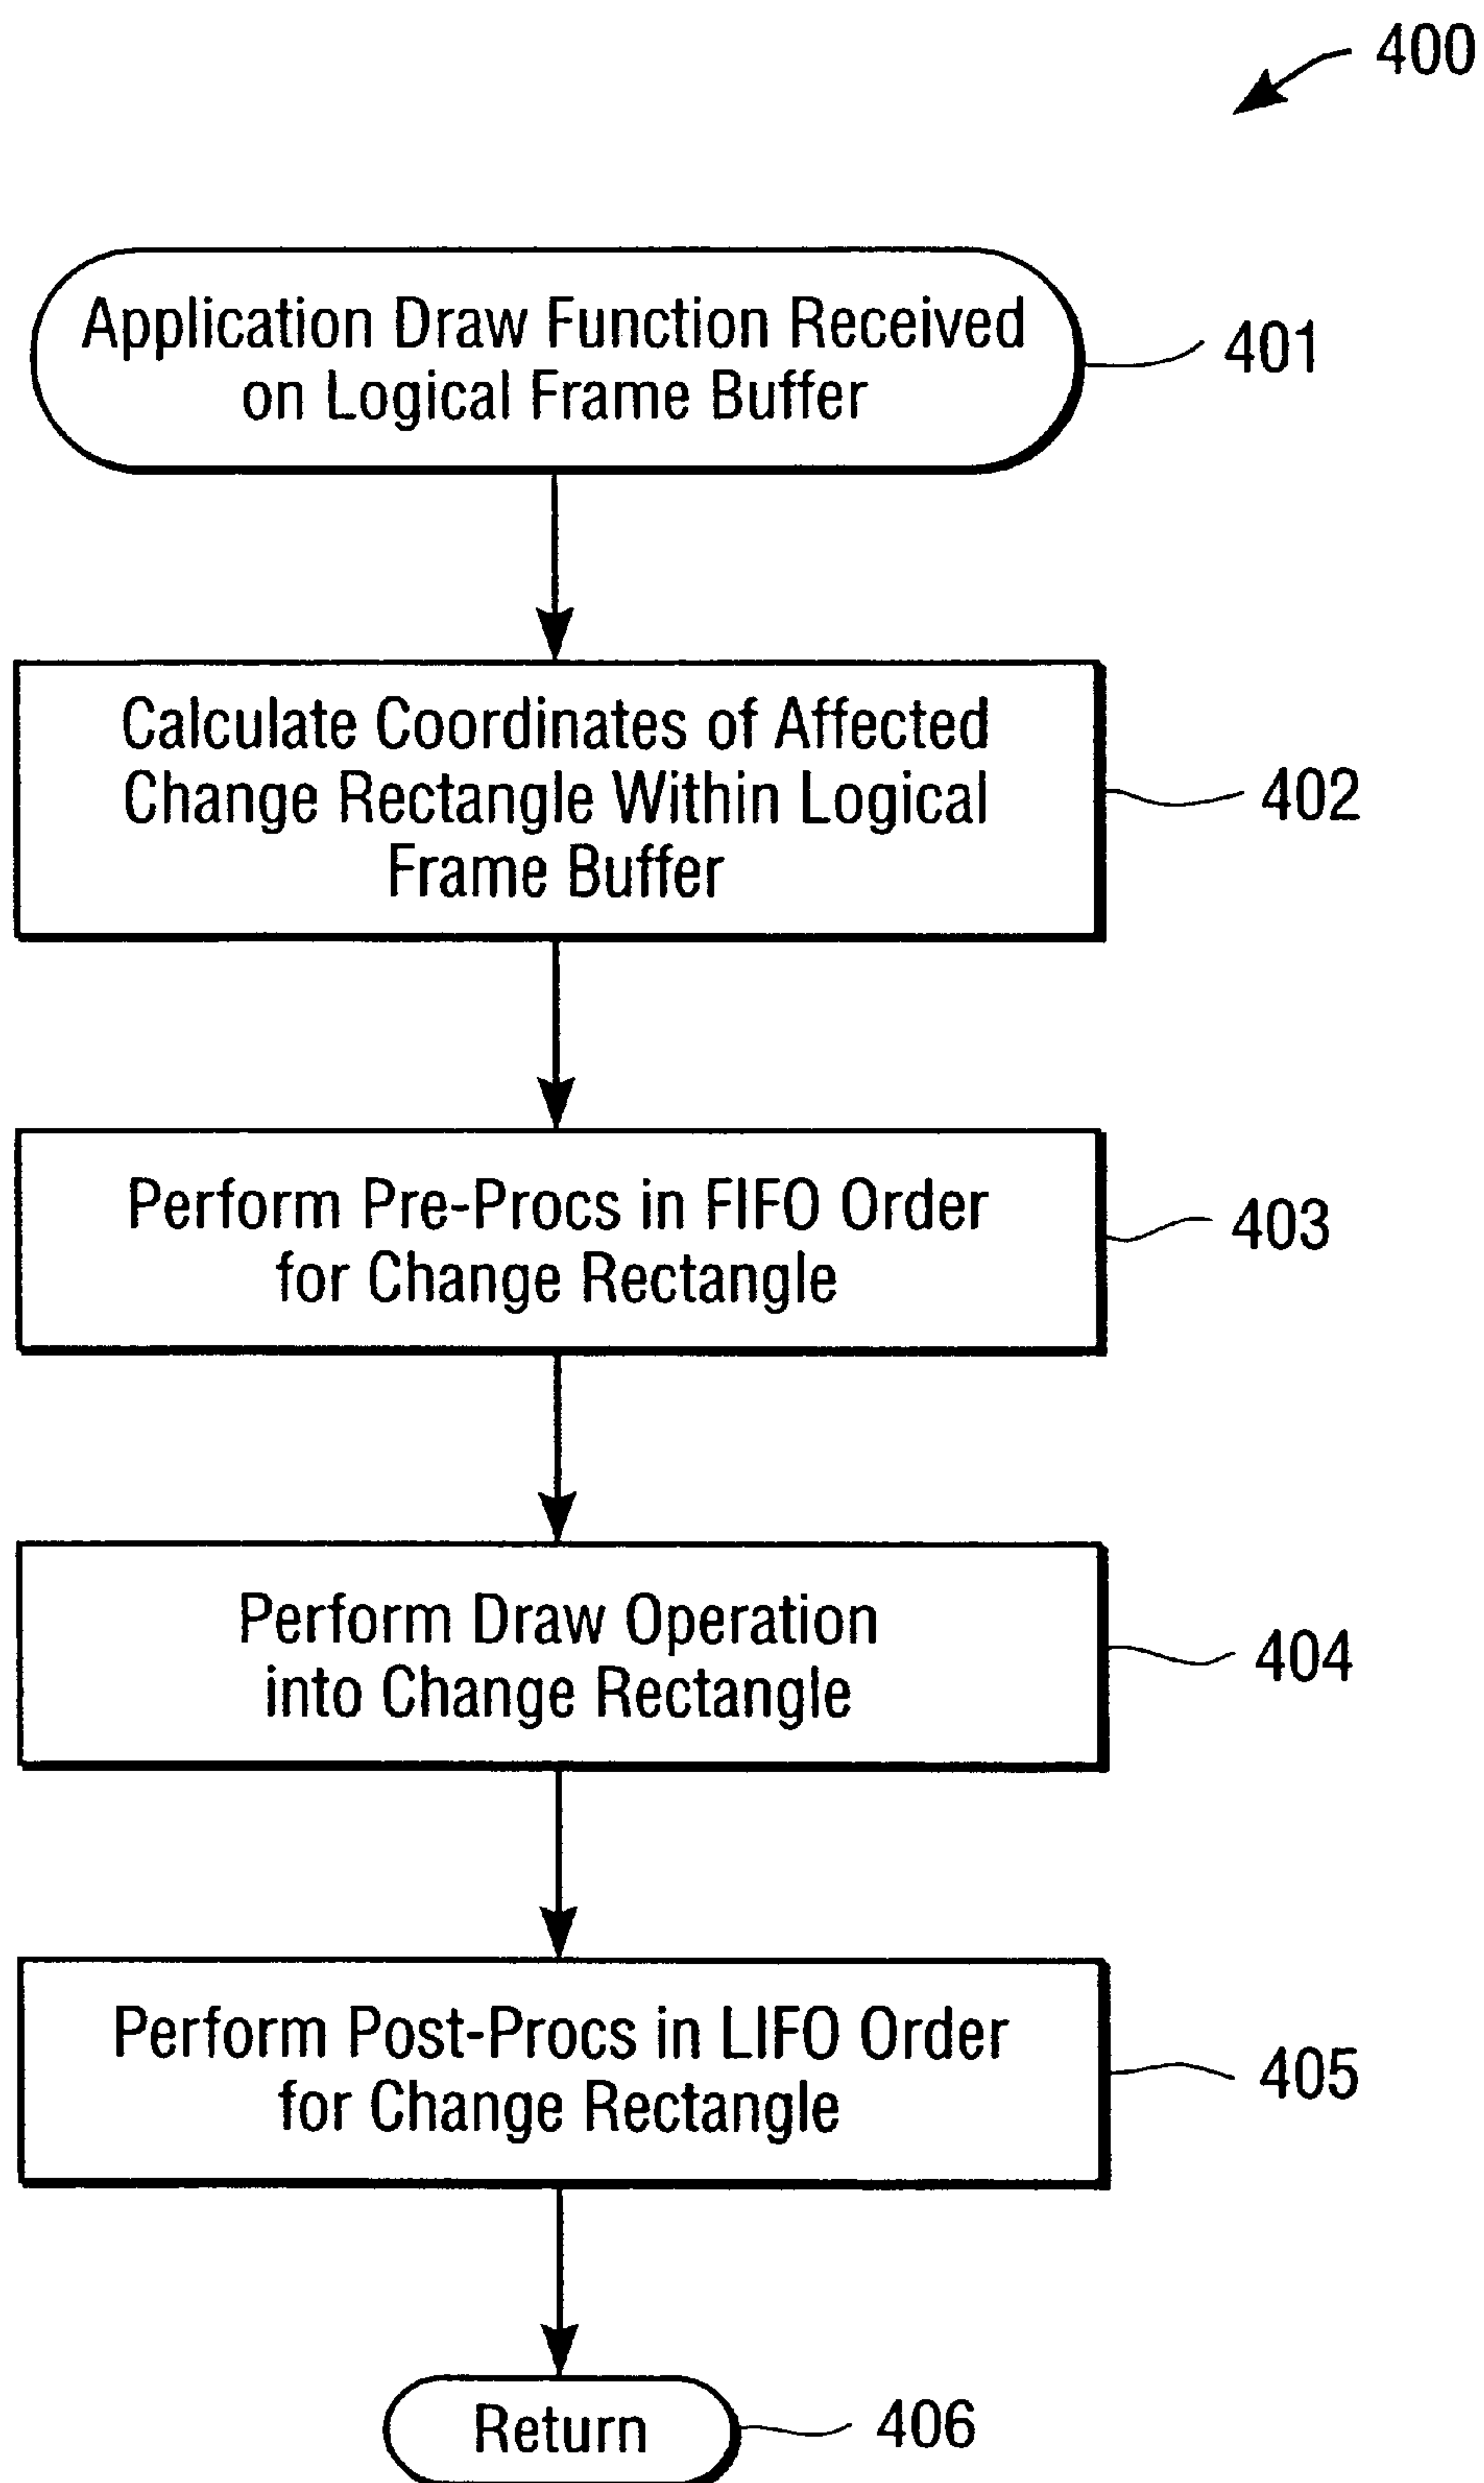 400
Application Draw Function Received
on Logical Frame Buffer
401
Calculate Coordinates of Affected
Change Rectangle Within Logical
Frame Buffer
402
Perform Pre-Procs in FIFO Order
for Change Rectangle
403
Perform Draw Operation
into Change Rectangle
404
Perform Post-Procs in LIFO Order
for Change Rectangle
405
Return
406